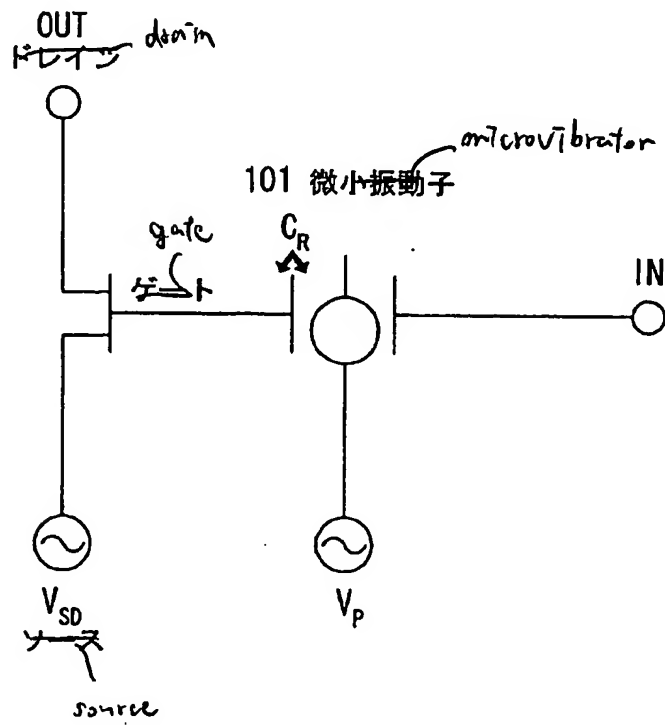 OUT
ドレイン drain
microvibrator
101 微小振動子
gate
C_R
ゲート
IN
V_SD
V_P
ソース
source